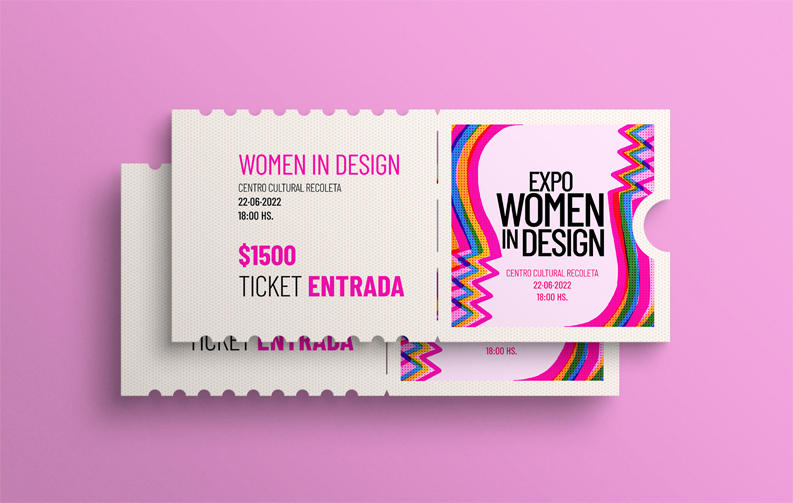 WOMEN IN DESIGN
CENTRO CULTURAL RECOLETA
22-06-2022
18:00 HS.
$1500
TICKET ENTRADA
EXPO
WOMEN
IN DESIGN
CENTRO CULTURAL RECOLETA
22-06-2022
18:00 HS.
TICKET ENTRADA
18:00 HS.